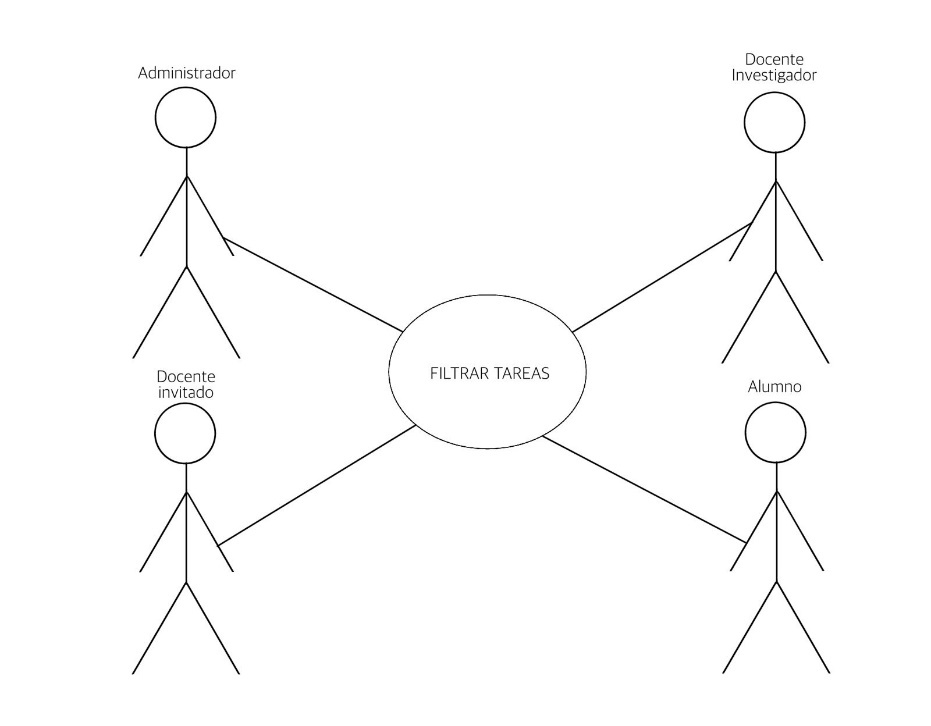 Administrador
Docente
Investigador
FILTRAR TAREAS
Docente
invitado
Alumno